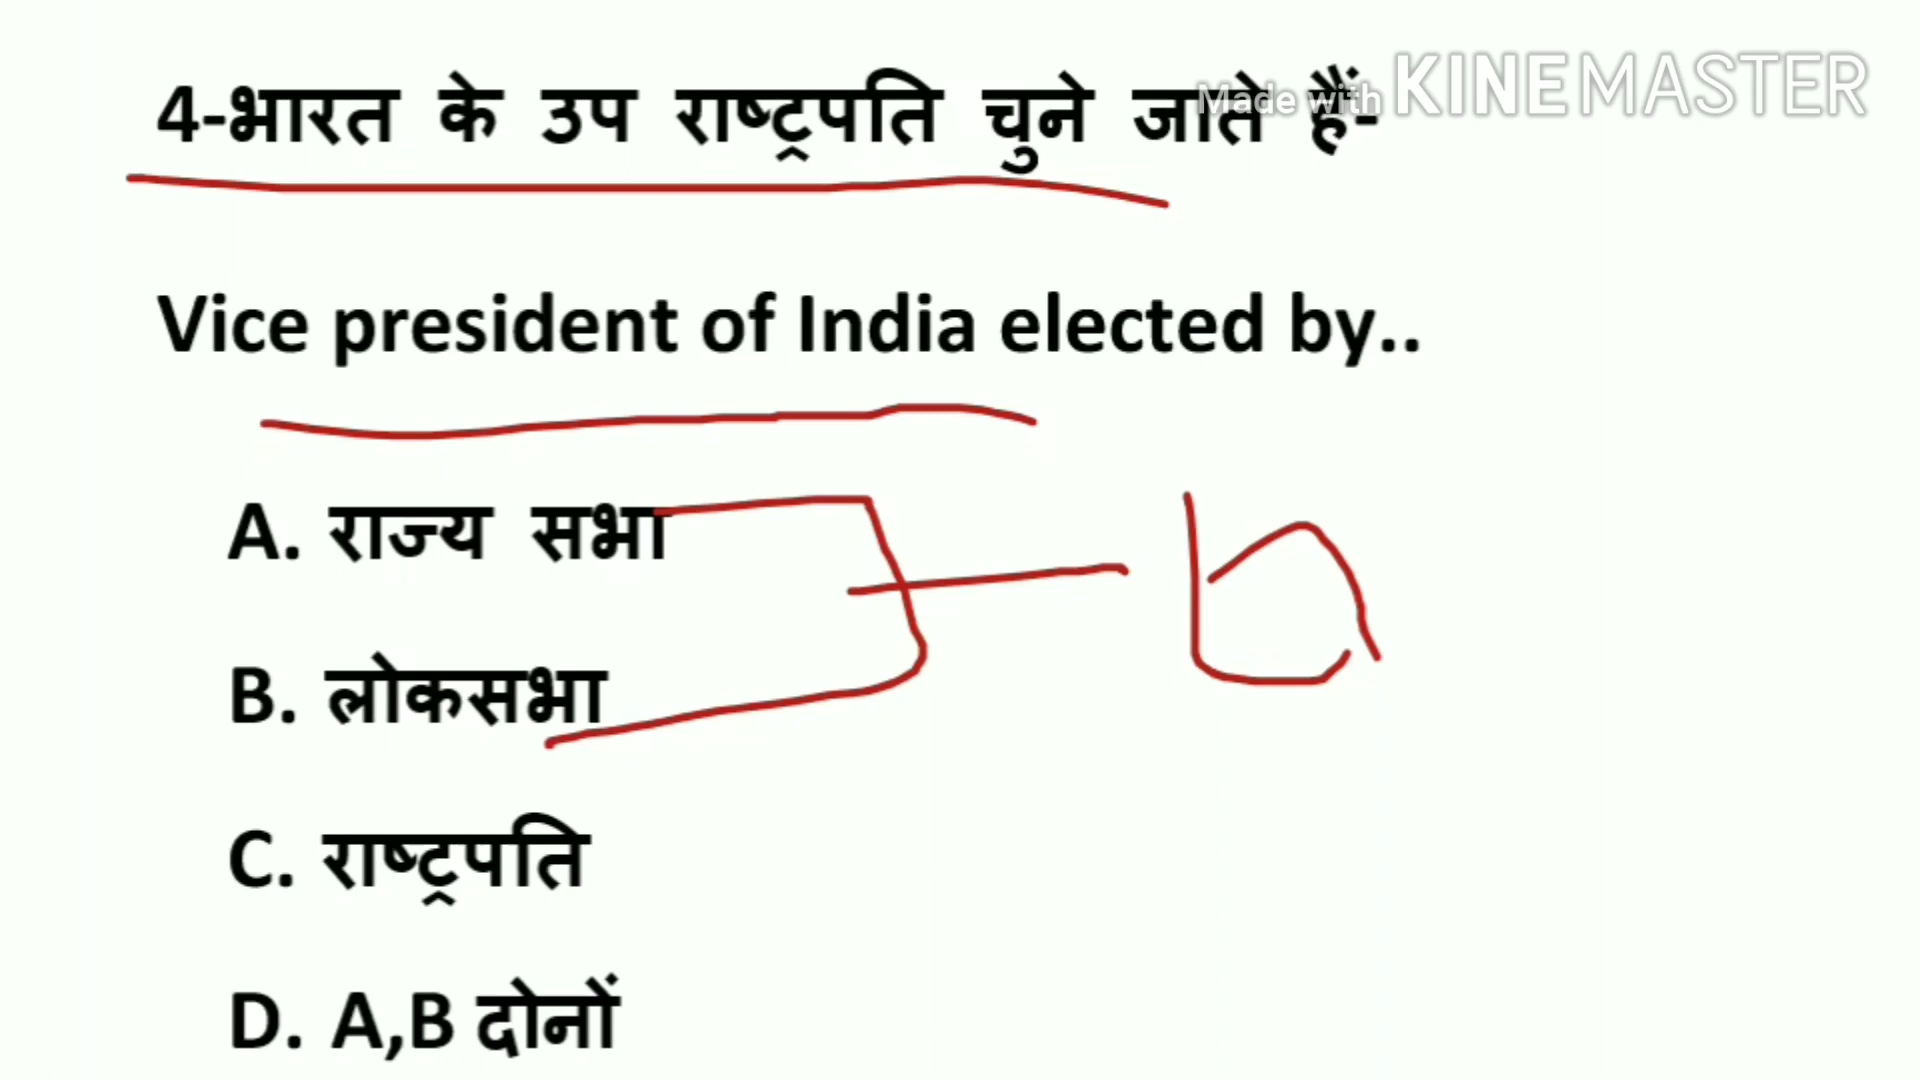 4-भारत के उप राष्ट्रपति चुने जाते हैं-
Made with KINEMASTER
Vice president of India elected by..
A. राज्य सभा
B. लोकसभा
C. राष्ट्रपति
D. A,B दोनों